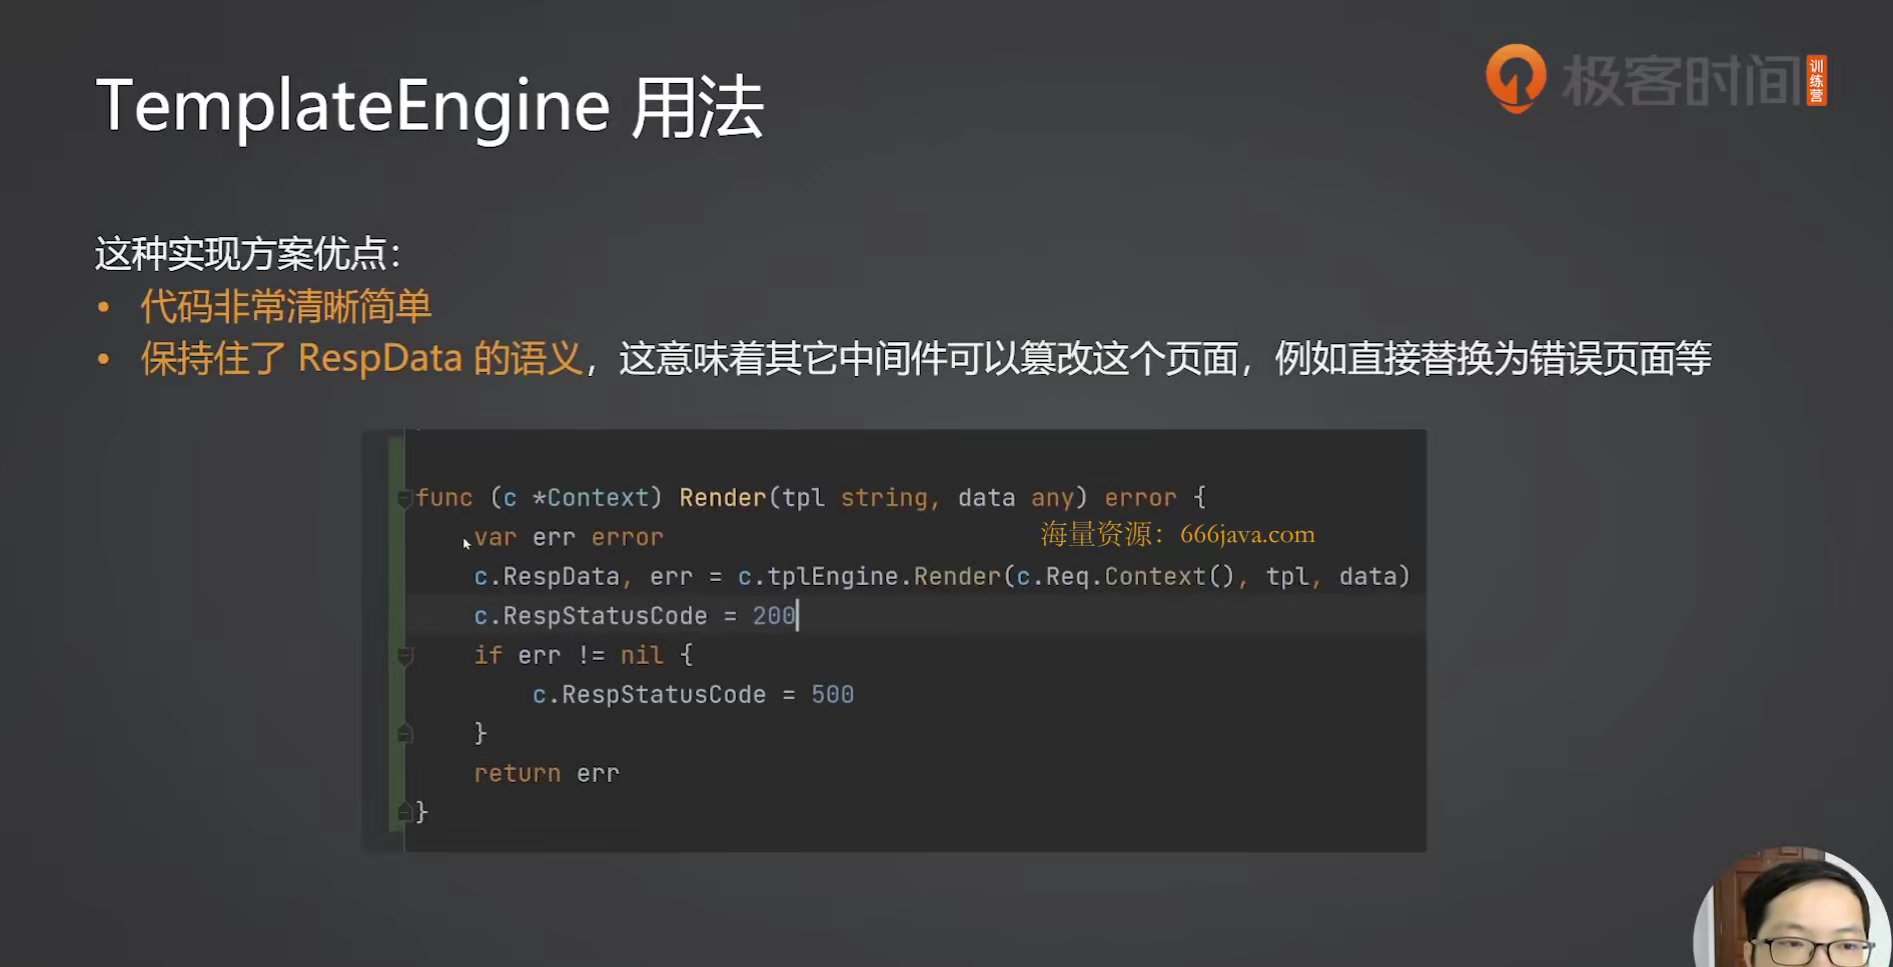 TemplateEngine 用法
极客时间 训练营
这种实现方案优点：
• 代码非常清晰简单
• 保持住了 RespData 的语义，这意味着其它中间件可以篡改这个页面，例如直接替换为错误页面等
func (c *Context) Render(tpl string, data any) error {
var err error
海量资源：666java.com
c.RespData, err = c.tplEngine.Render(c.Req.Context(), tpl, data)
c.RespStatusCode = 200
if err != nil {
c.RespStatusCode = 500
}
return err
}